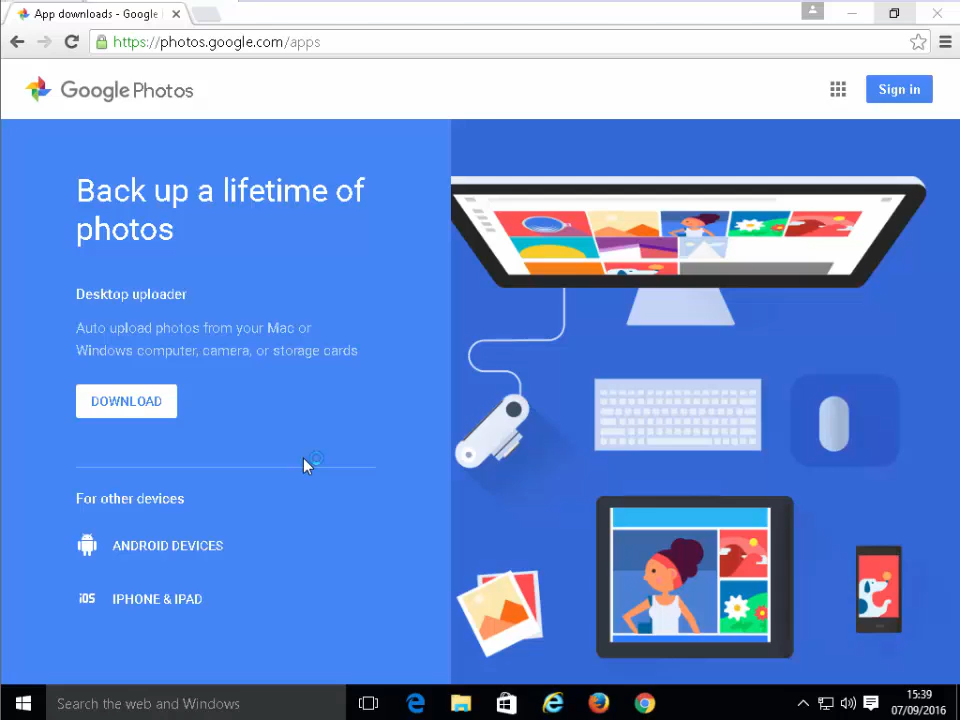 App downloads - Google
https://photos.google.com/apps
Google Photos
Sign in
Back up a lifetime of
photos
Desktop uploader
Auto upload photos from your Mac or
Windows computer, camera, or storage cards
DOWNLOAD
For other devices
ANDROID DEVICES
iOS IPHONE & IPAD
Search the web and Windows
15:39
07/09/2016